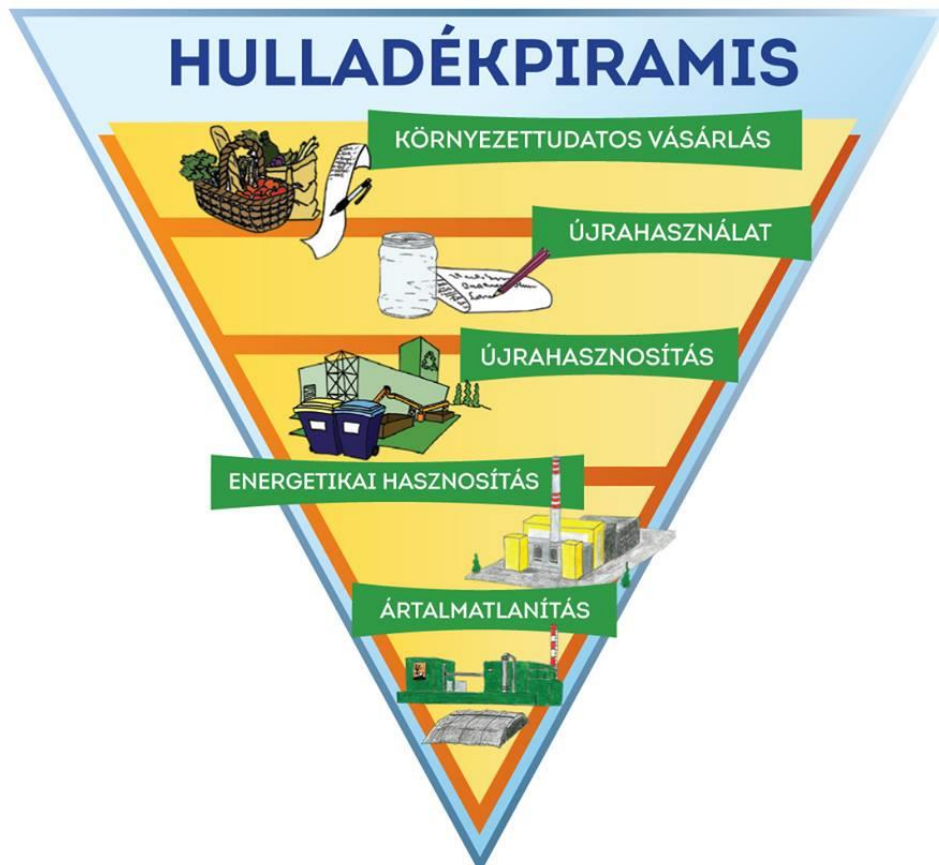 HULLADÉKPIRAMIS
KÖRNYEZETTUDATOS VÁSÁRLÁS
ÚJRAHASZNÁLAT
ÚJRAHASZNOSÍTÁS
ENERGETIKAI HASZNOSÍTÁS
ÁRTALMATLANÍTÁS